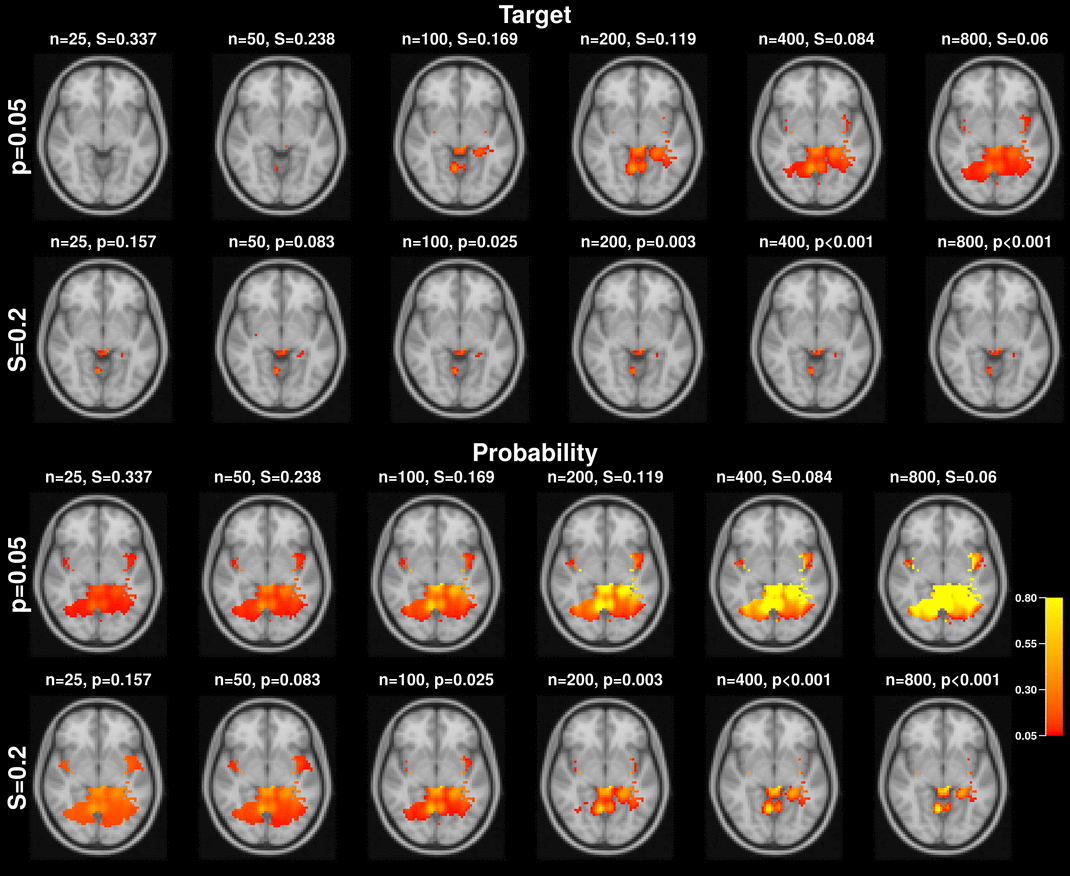 Target
n=25, S=0.337 n=50, S=0.238 n=100, S=0.169 n=200, S=0.119 n=400, S=0.084 n=800, S=0.06
p=0.05
n=25, p=0.157 n=50, p=0.083 n=100, p=0.025 n=200, p=0.003 n=400, p<0.001 n=800, p<0.001
S=0.2
Probability
n=25, S=0.337 n=50, S=0.238 n=100, S=0.169 n=200, S=0.119 n=400, S=0.084 n=800, S=0.06
p=0.05
0.80
0.55
0.30
0.05
n=25, p=0.157 n=50, p=0.083 n=100, p=0.025 n=200, p=0.003 n=400, p<0.001 n=800, p<0.001
S=0.2